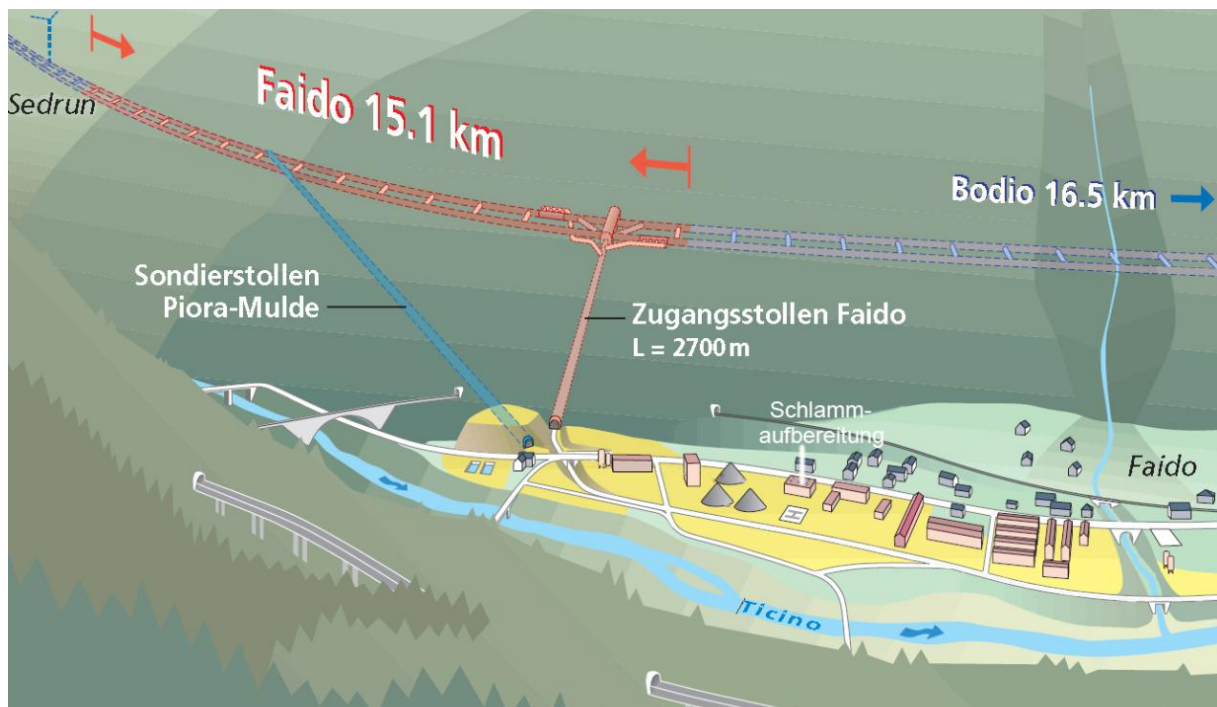 Sedrun
Faido 15.1 km
Bodio 16.5 km
Sondierstollen
Piora-Mulde
Zugangsstollen Faido
L = 2700 m
Schlamm-
aufbereitung
Faido
H
Ticino